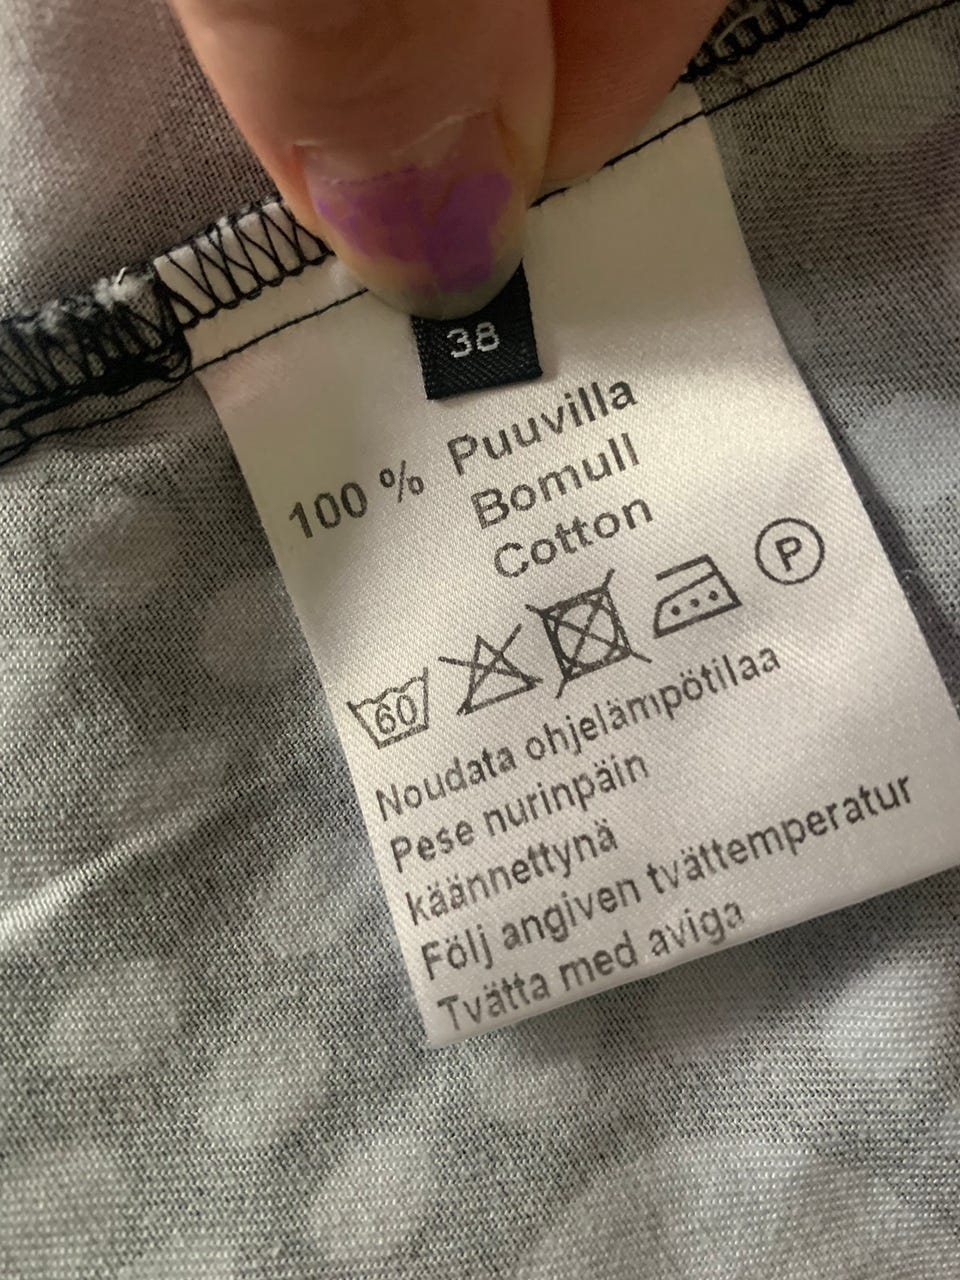 38
100 % Puuvilla
Bomull
Cotton
60
P
Noudata ohjelämpötilaa
Pese nurinpäin
käännettynä
Följ angiven tvättemperatur
Tvätta med aviga